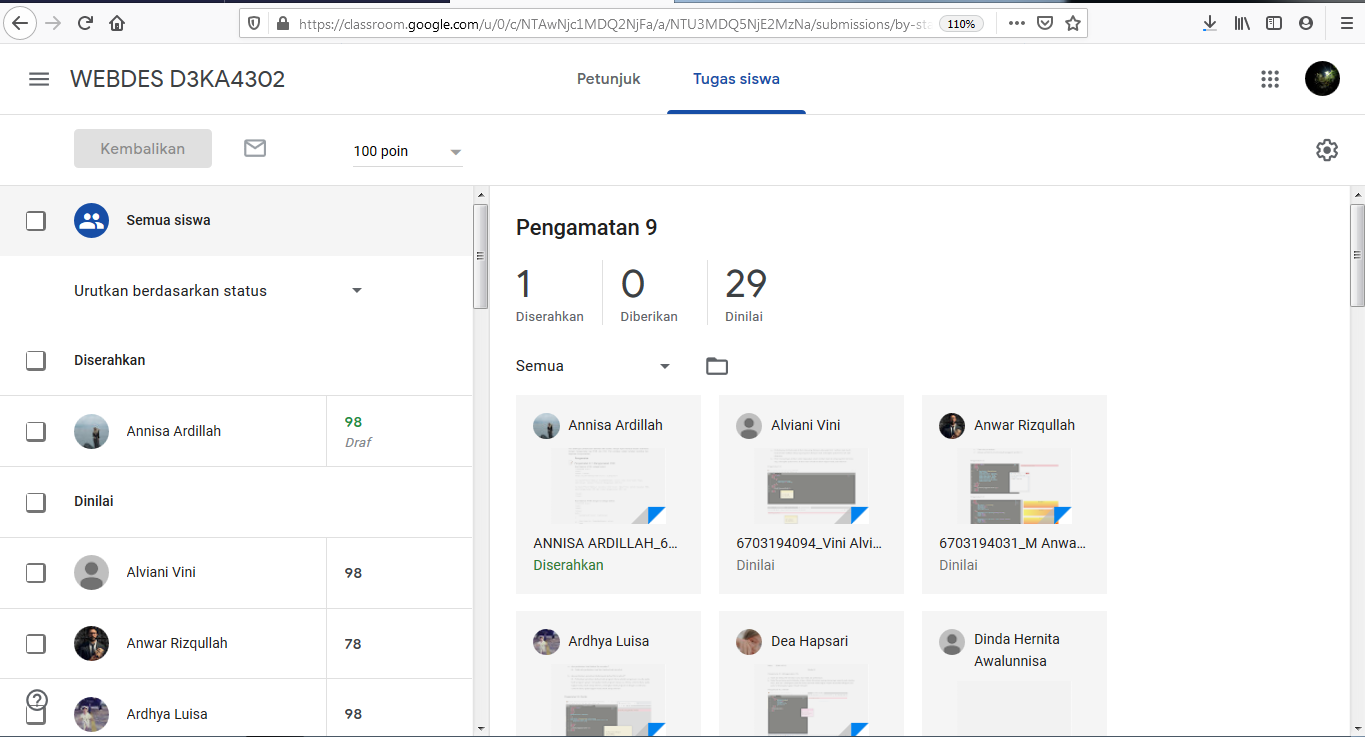 https://classroom.google.com/u/0/c/NTAwNjc1MDQ2NjFa/a/NTU3MDQ5NjE2MzNa/submissions/by-sta
110%
WEBDES D3KA4302
Petunjuk
Tugas siswa
Kembalikan
100 poin
Semua siswa
Urutkan berdasarkan status
Diserahkan
Annisa Ardillah
98
Draf
Dinilai
Alviani Vini
98
Anwar Rizqullah
78
Ardhya Luisa
98
Pengamatan 9
1
Diserahkan
0
Diberikan
29
Dinilai
Semua
Annisa Ardillah
ANNISA ARDILLAH_6...
Diserahkan
Alviani Vini
6703194094_Vini Alvi...
Dinilai
Anwar Rizqullah
6703194031_M Anwa...
Dinilai
Ardhya Luisa
Dea Hapsari
Dinda Hernita
Awalunnisa